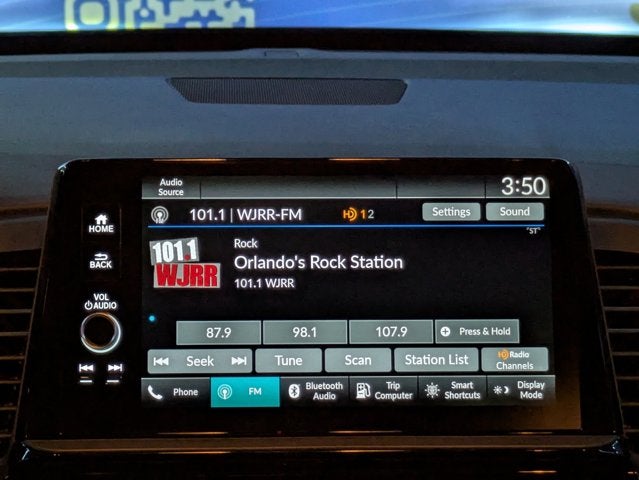 Audio
Source
3:50
101.1 | WJRR-FM
HD 1 2
Settings
Sound
"ST"
HOME
BACK
VOL
AUDIO
101.1
WJRR
Rock
Orlando's Rock Station
101.1 WJRR
87.9
98.1
107.9
Press & Hold
Seek
Tune
Scan
Station List
HD Radio
Channels
Phone
FM
Bluetooth
Audio
Trip
Computer
Smart
Shortcuts
Display
Mode